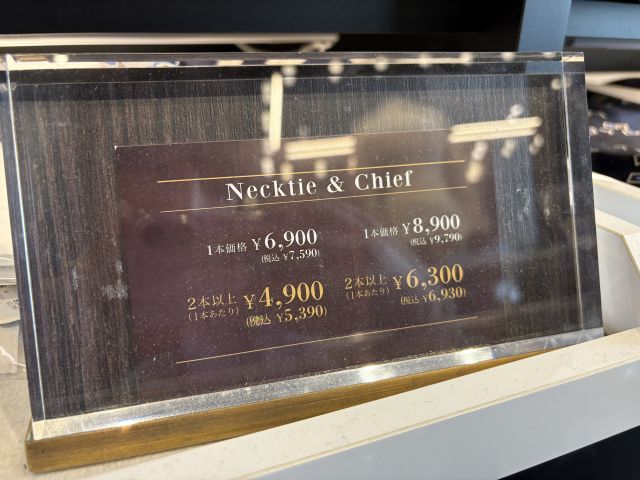 Necktie & Chief
1本価格 ¥6,900
(税込 ¥7,590)
2本以上
(1本あたり)
¥4,900
(税込 ¥5,390)
1本価格 ¥8,900
(税込 ¥9,790)
2本以上
(1本あたり)
¥6,300
(税込 ¥6,930)